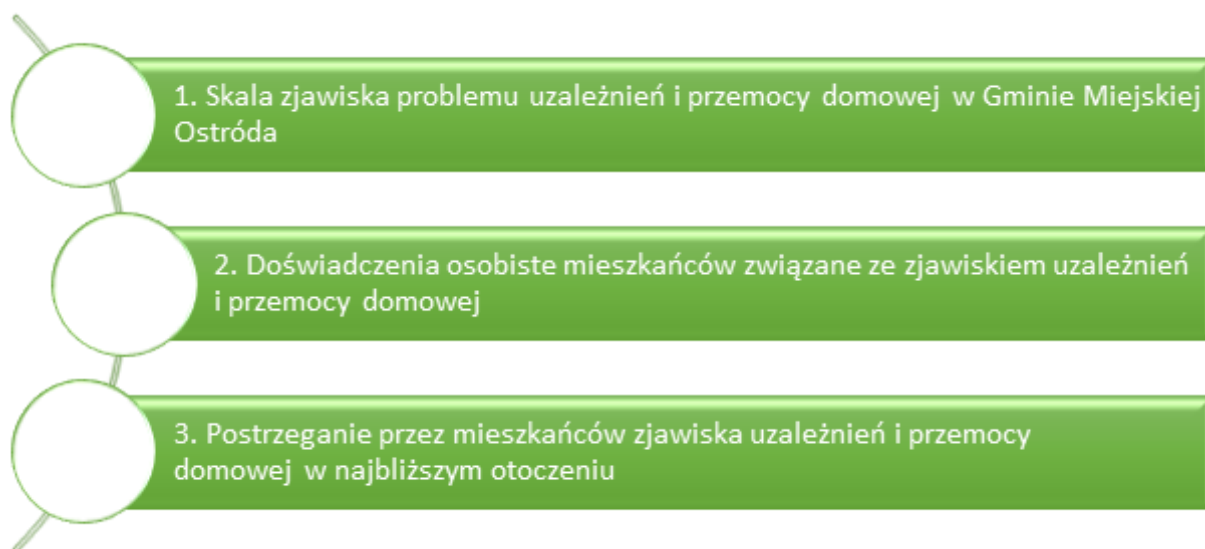 1. Skala zjawiska problemu uzależnień i przemocy domowej w Gminie Miejskiej
Ostróda
2. Doświadczenia osobiste mieszkańców związane ze zjawiskiem uzależnień
i przemocy domowej
3. Postrzeganie przez mieszkańców zjawiska uzależnień i przemocy
domowej w najbliższym otoczeniu